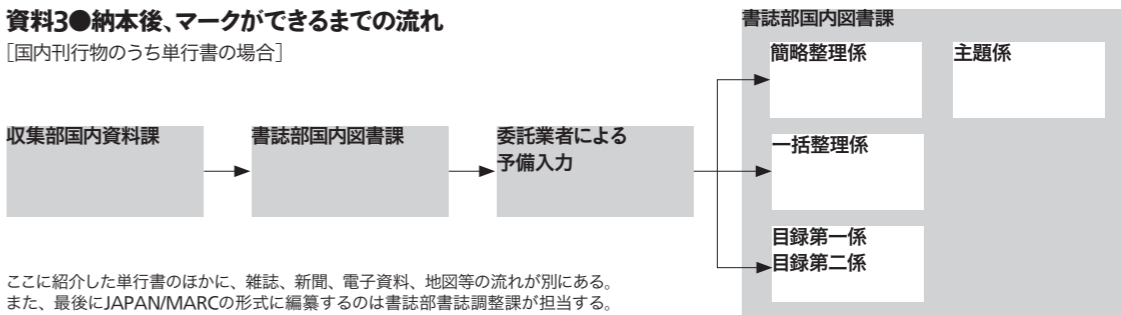 資料3●納本後、マークができるまでの流れ
[国内刊行物のうち単行書の場合]
収集部国内資料課
書誌部国内図書課
委託業者による
予備入力
書誌部国内図書課
簡略整理係
主題係
一括整理係
目録第一係
目録第二係
ここに紹介した単行書のほかに、雑誌、新聞、電子資料、地図等の流れが別にある。
また、最後にJAPAN/MARCの形式に編纂するのは書誌部書誌調整課が担当する。